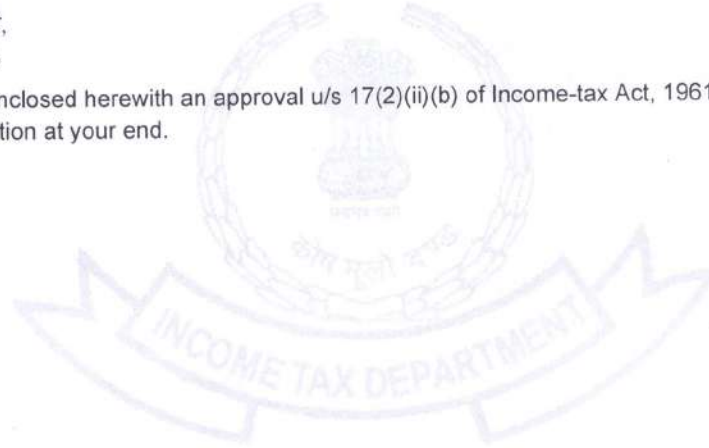 nclosed herewith an approval u/s 17(2)(ii)(b) of Income-tax Act, 1961
tion at your end.
कोष मूलो दण्ड
INCOME TAX DEPARTMENT